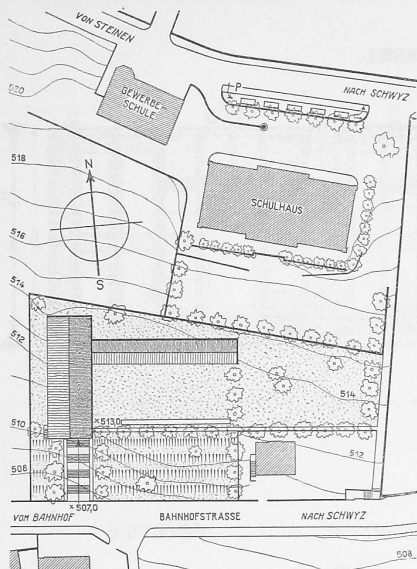 VON STEINEN
P
NACH SCHWYZ
520
GEWERBE-
SCHULE
518
N
SCHULHAUS
516
S
514
512
514
510
×513,0
512
508
×507,0
VOM BAHNHOF
BAHNHOFSTRASSE
NACH SCHWYZ
508